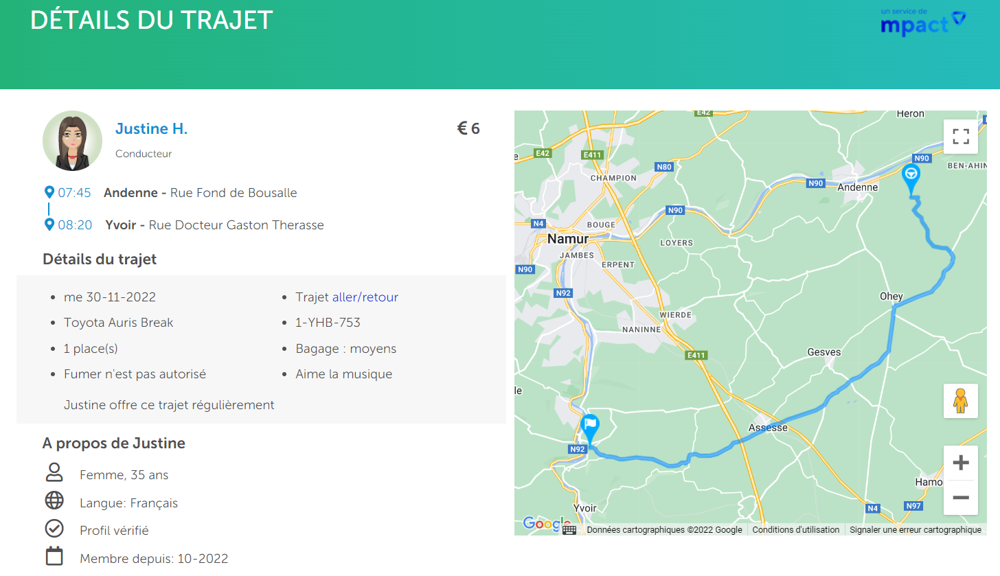 DÉTAILS DU TRAJET
un service de
mpact
Justine H.
€ 6
Conducteur
07:45 Andenne - Rue Fond de Bousalle
08:20 Yvoir - Rue Docteur Gaston Therasse
Détails du trajet
me 30-11-2022
Trajet aller/retour
Toyota Auris Break
1-YHB-753
1 place(s)
Bagage : moyens
Fumer n'est pas autorisé
Aime la musique
Justine offre ce trajet régulièrement
A propos de Justine
Femme, 35 ans
Langue: Français
Profil vérifié
Membre depuis: 10-2022
E42
Heron
E42
E411
N80
N90
BEN-AHIN
CHAMPION
N90
Andenne
N90
N4
BOUGE
Namur
LOYERS
JAMBES
ERPENT
N90
N92
Ohey
WIERDE
NANINNE
E411
Gesves
Assesse
N92
Hamo
Yvoir
N4
N97
Google
Données cartographiques ©2022 Google
Conditions d'utilisation
Signaler une erreur cartographique